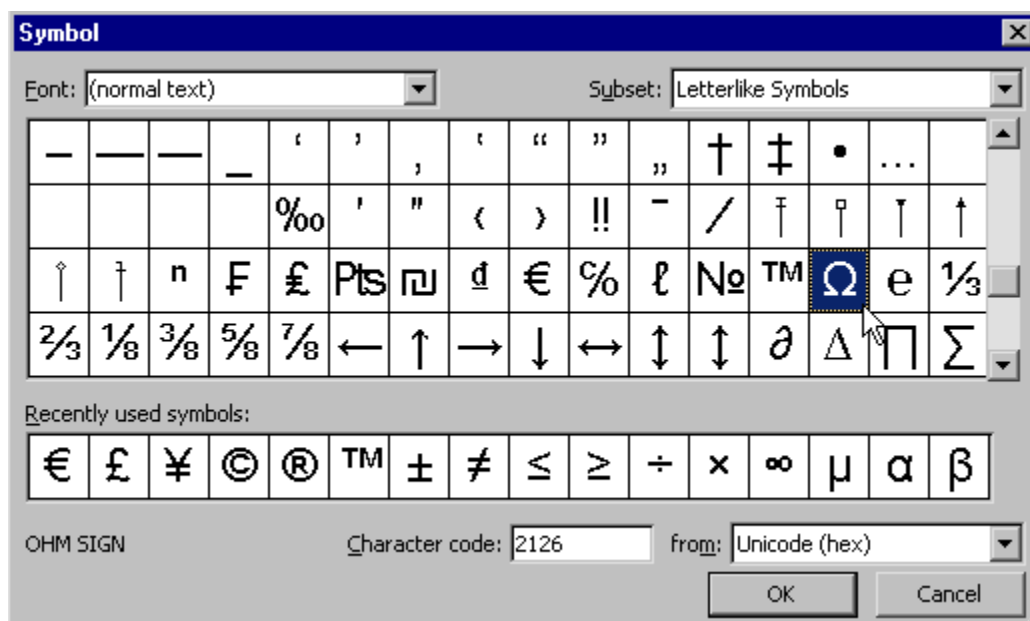 Symbol
Font: (normal text) Subset: Letterlike Symbols
– — ― ‗ ‘ ’ ‚ ‛ “ ” „ † ‡ • …
‰ ′ ″ ‹ › ‼ ‾ ⁄
ⁿ ₣ ₤ ₧ ₪ ₫ € ℅ ℓ № ™ Ω ℮ ⅓
⅔ ⅛ ⅜ ⅝ ⅞ ← ↑ → ↓ ↔ ↕ ↨ ∂ ∆ ∏ ∑
Recently used symbols:
€ £ ¥ © ® ™ ± ≠ ≤ ≥ ÷ × ∞ µ α β
OHM SIGN Character code: 2126 from: Unicode (hex)
OK Cancel